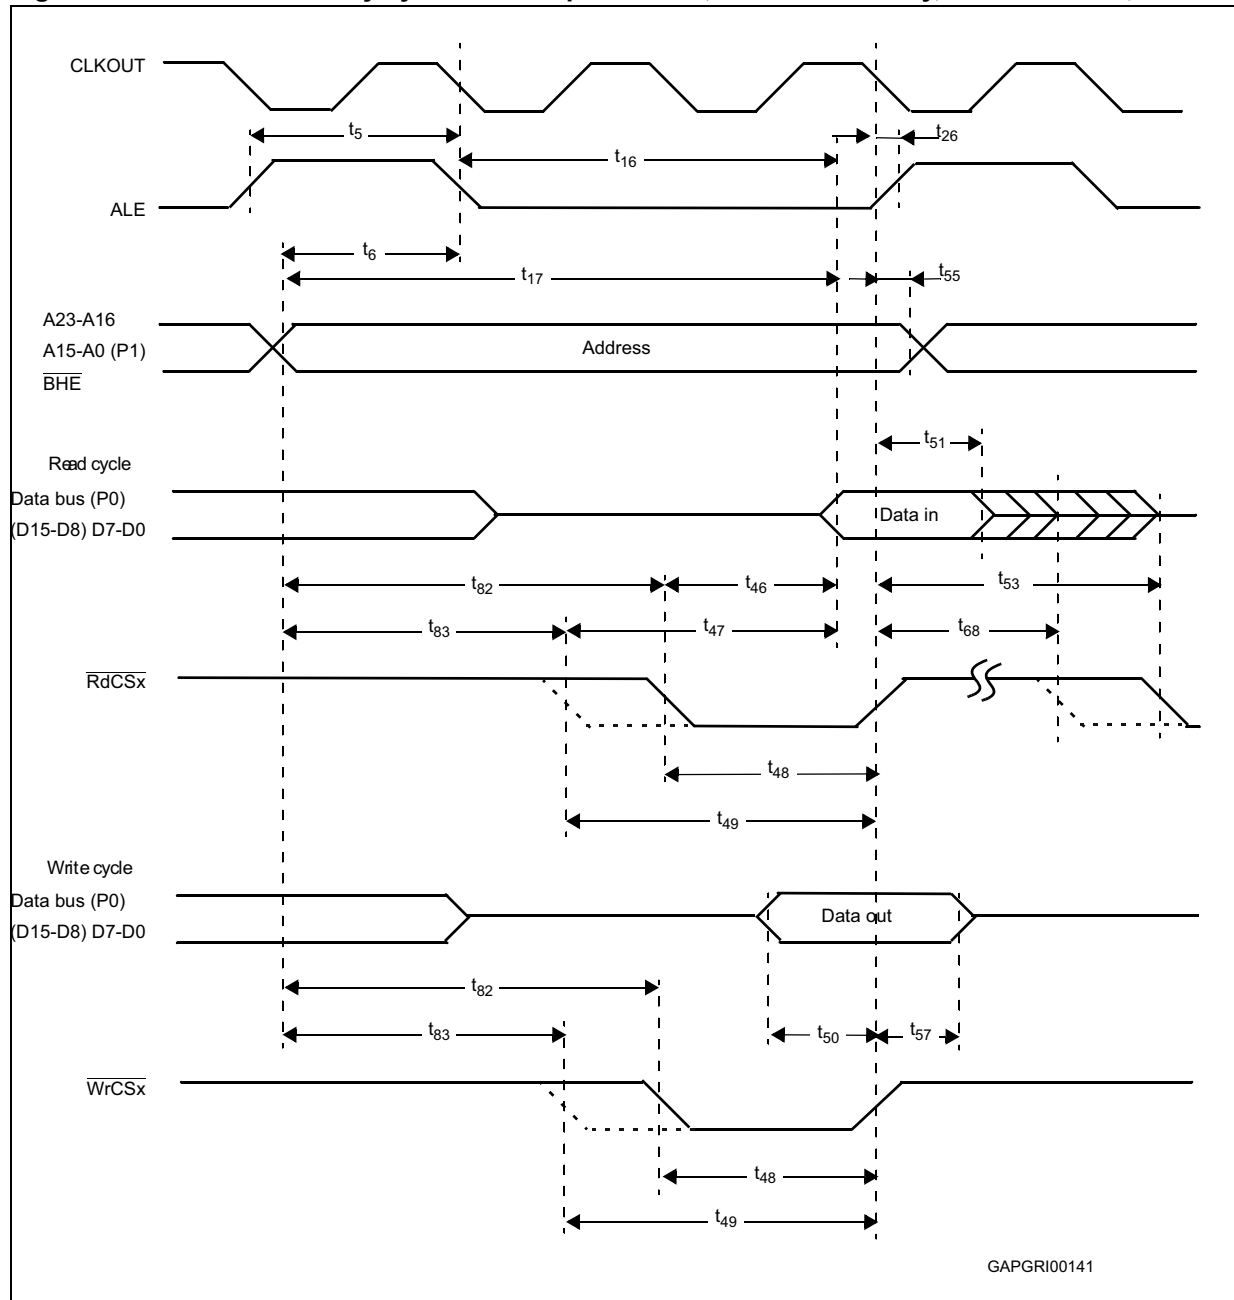 CLKOUT
t5
t26
t16
ALE
t6
t17
t55
A23-A16
A15-A0 (P1)
Address
BHE
t51
Read cycle
Data bus (P0)
Data in
(D15-D8) D7-D0
t82
t46
t53
t83
t47
t68
RdCSx
t48
t49
Write cycle
Data bus (P0)
Data out
(D15-D8) D7-D0
t82
t83
t50
t57
WrCSx
t48
t49
GAPGRI00141